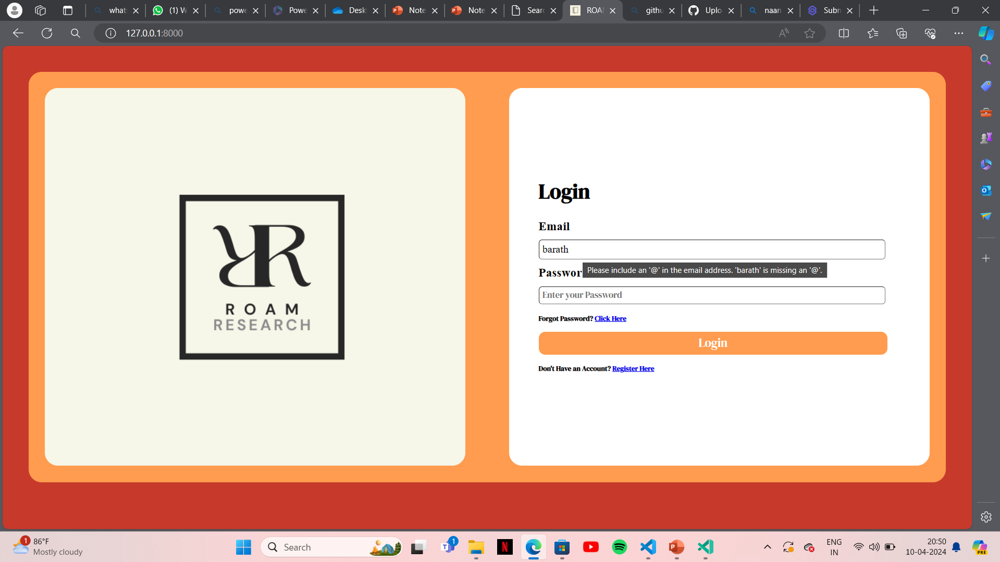 what
(1) W
powe
Powe
Desk
Note
Note
Searc
ROA
githu
Uplo
naan
Subm
127.0.0.1:8000
ROAM
RESEARCH
Login
Email
barath
Passwor
Please include an '@' in the email address. 'barath' is missing an '@'.
Enter your Password
Forgot Password? Click Here
Login
Don't Have an Account? Register Here
1
86°F
Mostly cloudy
Search
1
ENG
IN
20:50
10-04-2024
PRE